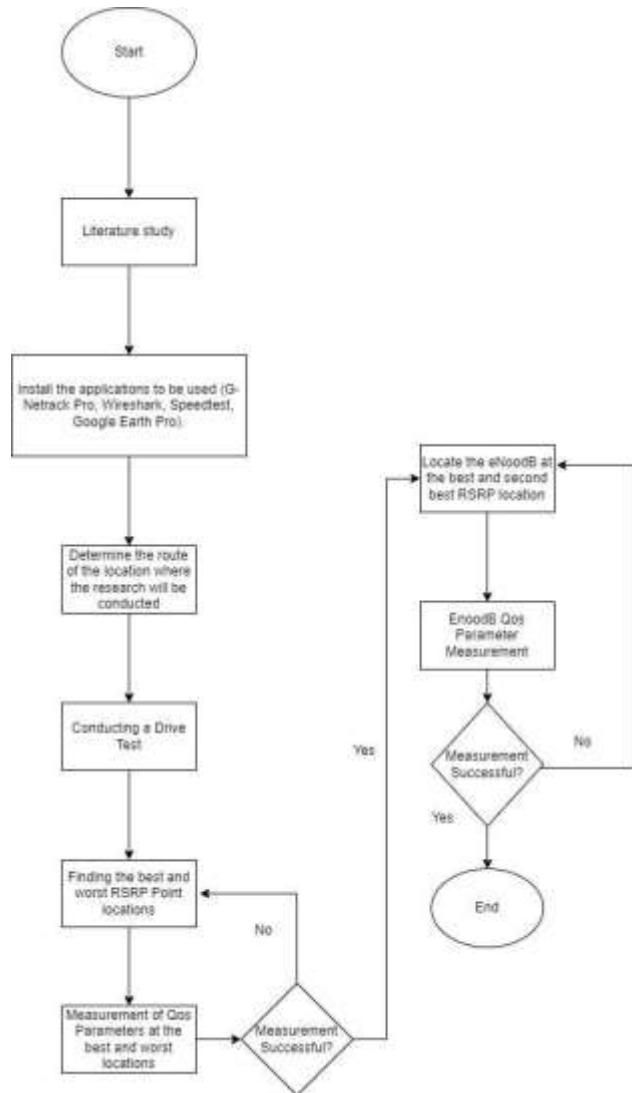 Start
Literature study
Install the applications to be used (G-
Netrack Pro, Wireshark, Speedtest,
Google Earth Pro).
Determine the route
of the location where
the research will be
conducted
Conducting a Drive
Test
Finding the best and
worst RSRP Point
locations
No
Measurement of Qos
Parameters at the
best and worst
locations
Measurement
Successful?
Yes
Locate the eNoodB at
the best and second
best RSRP location
EnoodB Qos
Parameter
Measurement
Measurement
Successful?
No
Yes
End